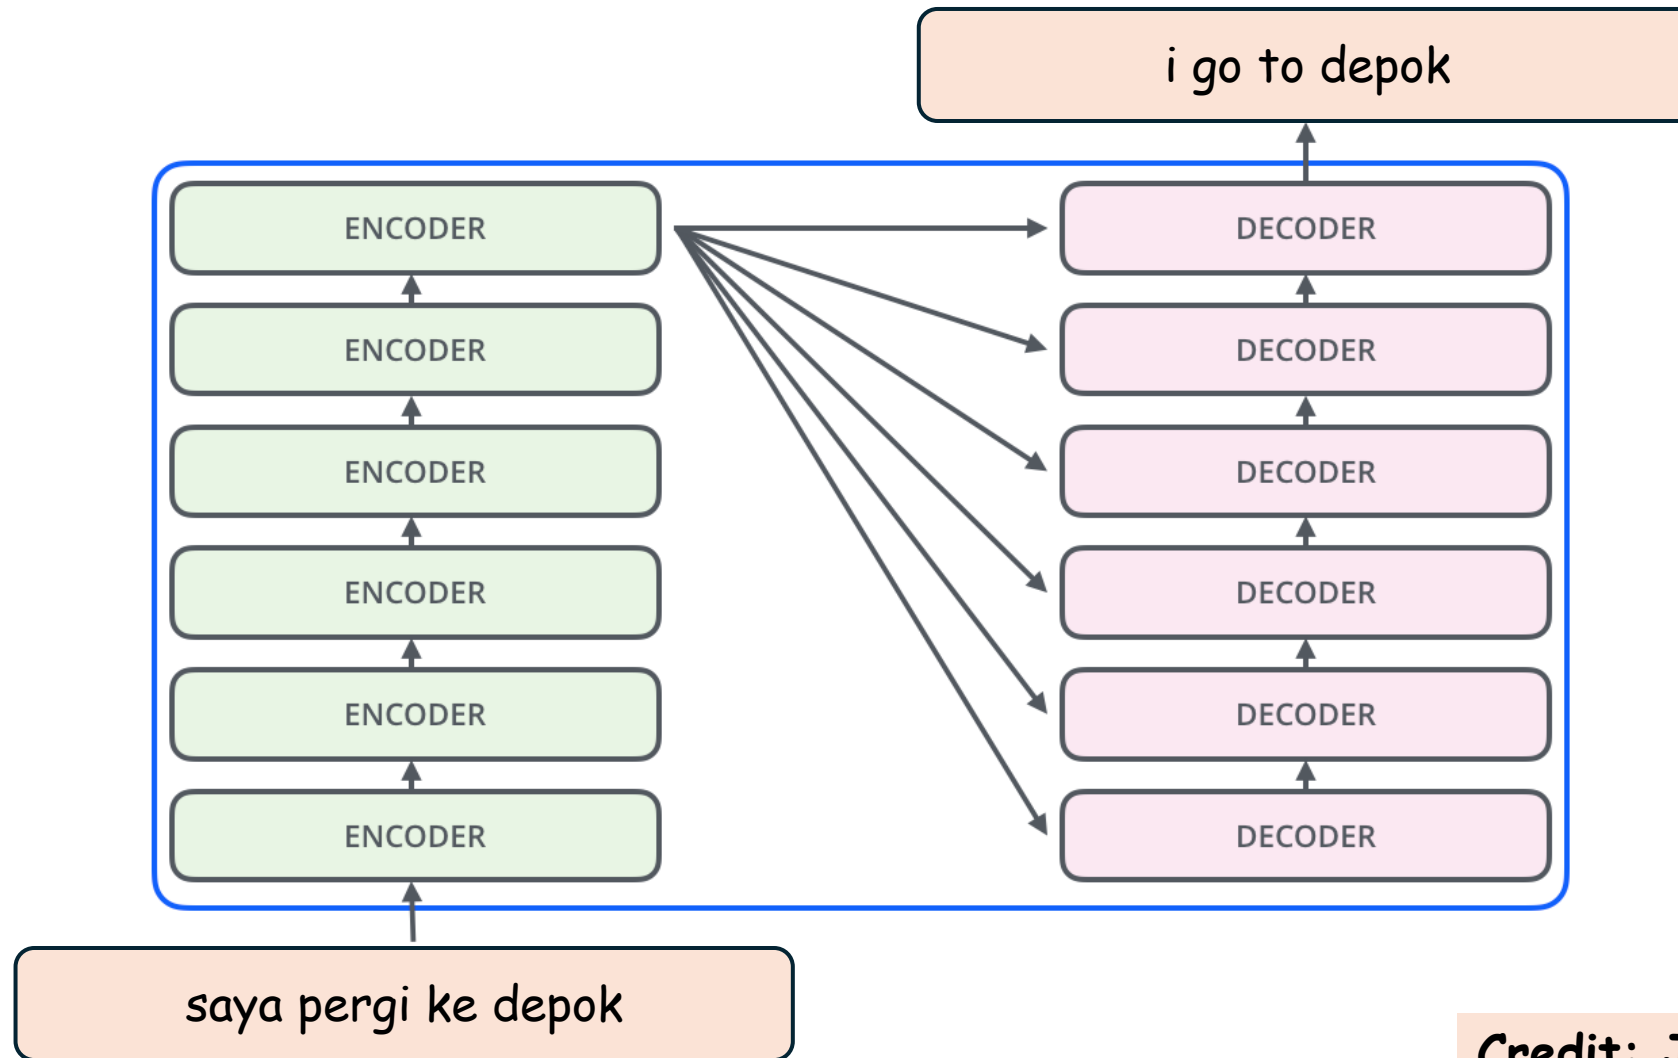 i go to depok
ENCODER
DECODER
ENCODER
DECODER
ENCODER
DECODER
ENCODER
DECODER
ENCODER
DECODER
ENCODER
DECODER
saya pergi ke depok
Credit: